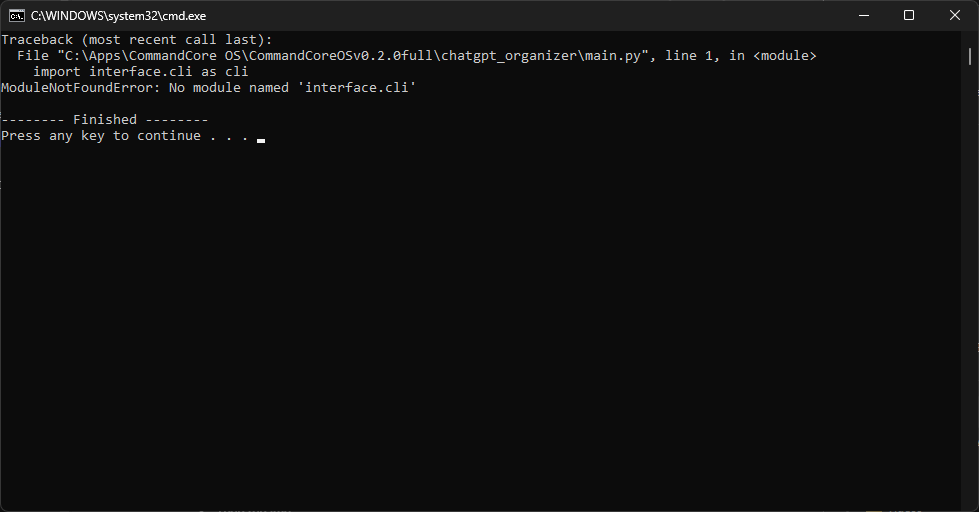 C:\WINDOWS\system32\cmd.exe
Traceback (most recent call last):
  File "C:\Apps\CommandCore OS\CommandCoreOSv0.2.0full\chatgpt_organizer\main.py", line 1, in <module>
    import interface.cli as cli
ModuleNotFoundError: No module named 'interface.cli'
-------- Finished --------
Press any key to continue . . .